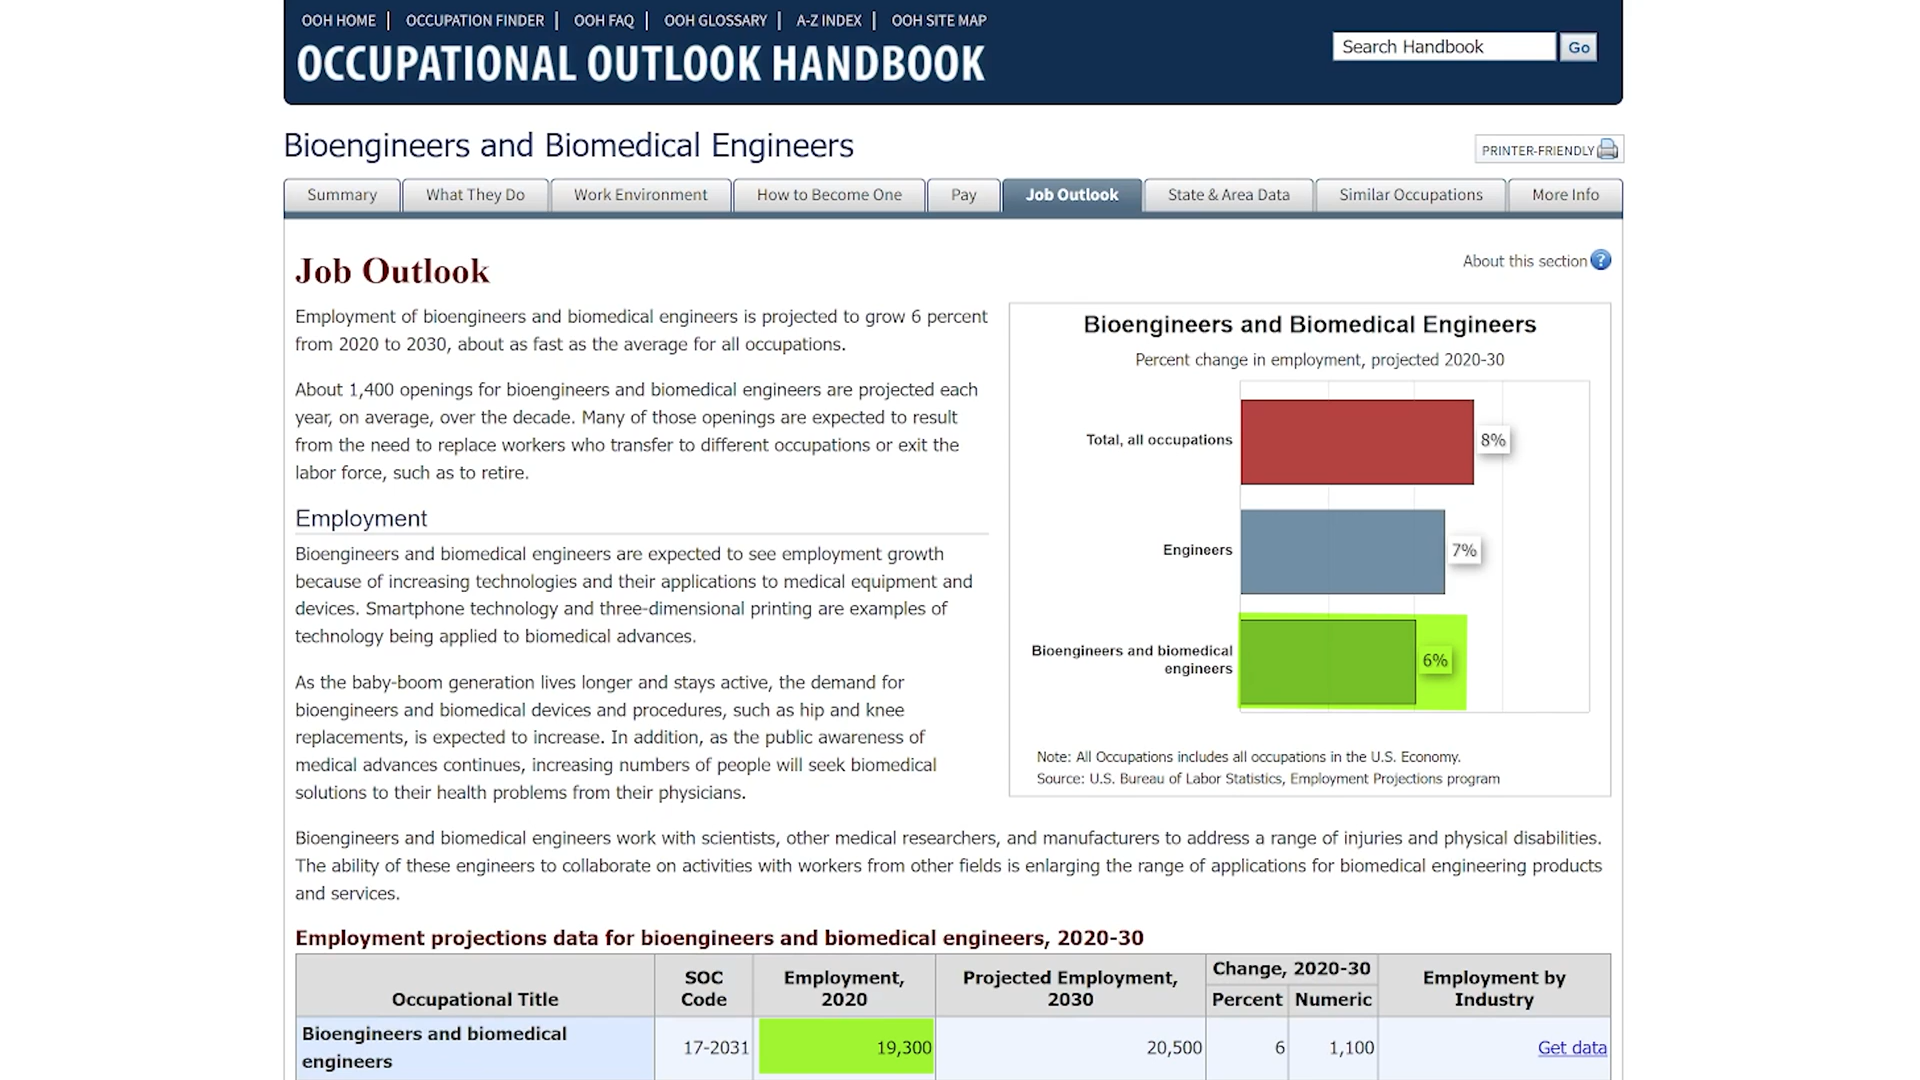 OOH HOME | OCCUPATION FINDER | OOH FAQ | OOH GLOSSARY | A-Z INDEX | OOH SITE MAP
OCCUPATIONAL OUTLOOK HANDBOOK
Search Handbook
Go
Bioengineers and Biomedical Engineers
PRINTER-FRIENDLY
Summary
What They Do
Work Environment
How to Become One
Pay
Job Outlook
State & Area Data
Similar Occupations
More Info
Job Outlook
About this section ?
Employment of bioengineers and biomedical engineers is projected to grow 6 percent
from 2020 to 2030, about as fast as the average for all occupations.
About 1,400 openings for bioengineers and biomedical engineers are projected each
year, on average, over the decade. Many of those openings are expected to result
from the need to replace workers who transfer to different occupations or exit the
labor force, such as to retire.
Employment
Bioengineers and biomedical engineers are expected to see employment growth
because of increasing technologies and their applications to medical equipment and
devices. Smartphone technology and three-dimensional printing are examples of
technology being applied to biomedical advances.
As the baby-boom generation lives longer and stays active, the demand for
bioengineers and biomedical devices and procedures, such as hip and knee
replacements, is expected to increase. In addition, as the public awareness of
medical advances continues, increasing numbers of people will seek biomedical
solutions to their health problems from their physicians.
Bioengineers and Biomedical Engineers
Percent change in employment, projected 2020-30
Total, all occupations
8%
Engineers
7%
Bioengineers and biomedical
engineers
6%
Note: All Occupations includes all occupations in the U.S. Economy.
Source: U.S. Bureau of Labor Statistics, Employment Projections program
Bioengineers and biomedical engineers work with scientists, other medical researchers, and manufacturers to address a range of injuries and physical disabilities.
The ability of these engineers to collaborate on activities with workers from other fields is enlarging the range of applications for biomedical engineering products
and services.
Employment projections data for bioengineers and biomedical engineers, 2020-30
Occupational Title
SOC
Code
Employment,
2020
Projected Employment,
2030
Change, 2020-30
Percent
Numeric
Employment by
Industry
Bioengineers and biomedical
engineers
17-2031
19,300
20,500
6
1,100
Get data